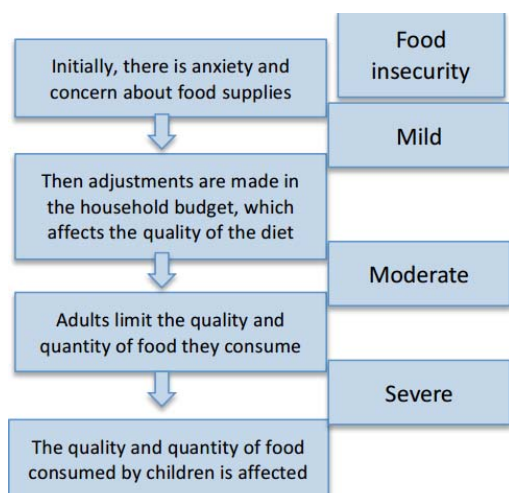 Food
insecurity
Initially, there is anxiety and
concern about food supplies
Mild
Then adjustments are made in
the household budget, which
affects the quality of the diet
Moderate
Adults limit the quality and
quantity of food they consume
Severe
The quality and quantity of food
consumed by children is affected